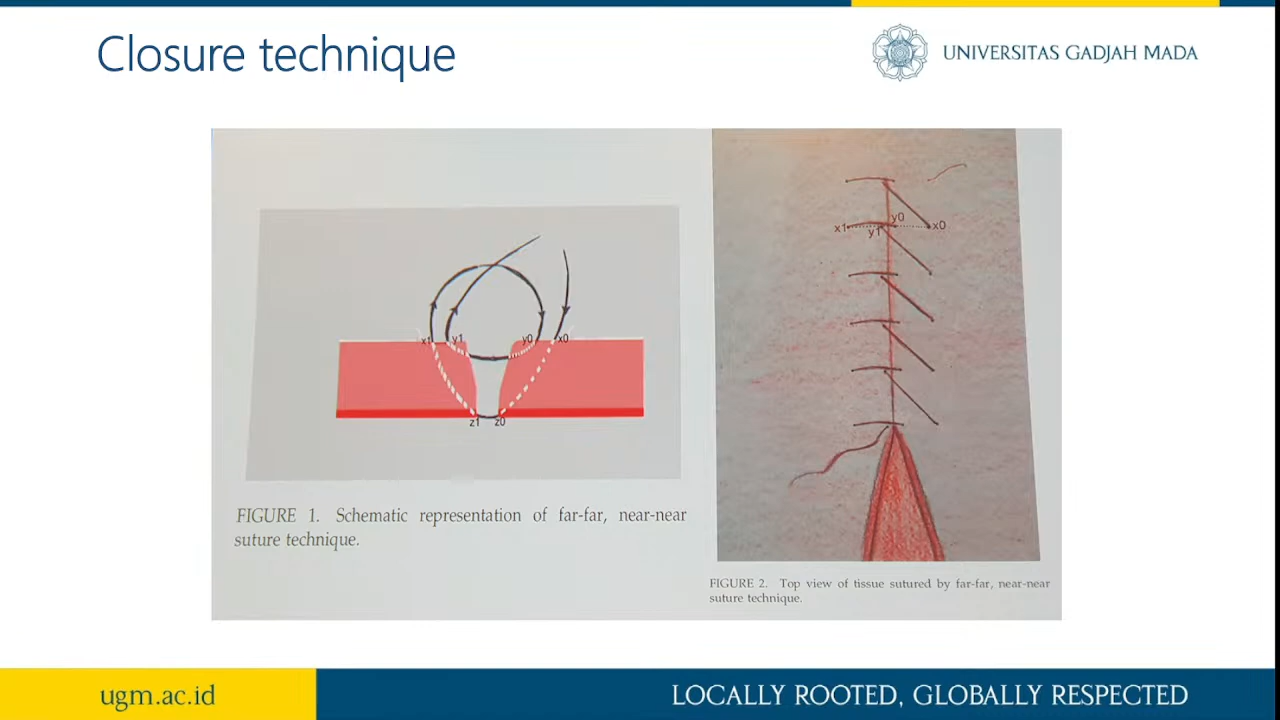 Closure technique
UNIVERSITAS GADJAH MADA
x1
y1
y0
x0
z1
z0
FIGURE 1. Schematic representation of far-far, near-near
suture technique.
y0
x1
y1
x0
FIGURE 2. Top view of tissue sutured by far-far, near-near
suture technique.
ugm.ac.id
LOCALLY ROOTED, GLOBALLY RESPECTED